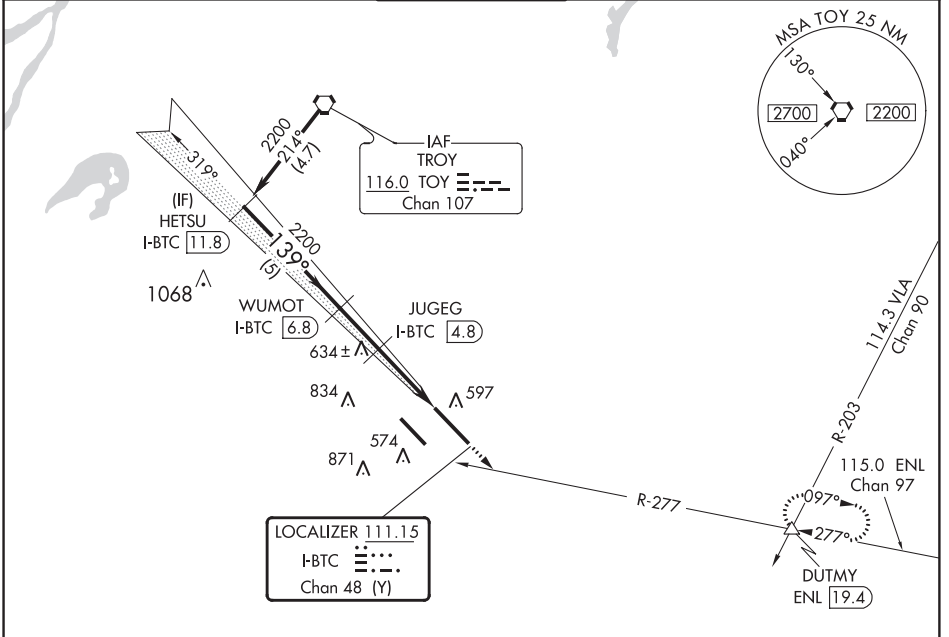 MSA TOY 25 NM
130°
2700
2200
040°
2200
214°
(4.7)
IAF
TROY
116.0 TOY
Chan 107
319°
(IF)
HETSU
I-BTC 11.8
2200
139°
(5)
1068
WUMOT
I-BTC 6.8
JUGEG
I-BTC 4.8
634±
834
597
574
871
114.3 VLA
Chan 90
R-203
115.0 ENL
Chan 97
R-277
097°
277°
LOCALIZER 111.15
I-BTC
Chan 48 (Y)
DUTMY
ENL 19.4